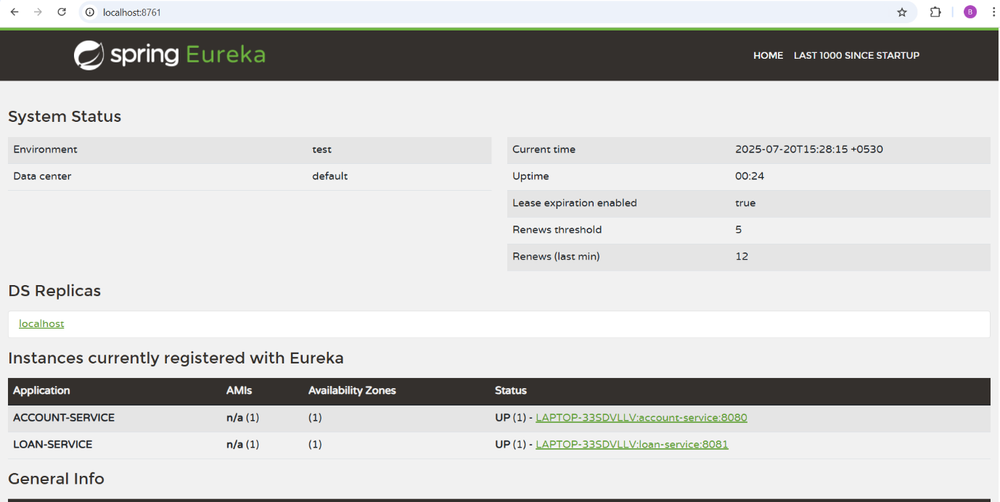 localhost:8761
B
spring Eureka
HOME LAST 1000 SINCE STARTUP
System Status
Environment test
Data center default
Current time 2025-07-20T15:28:15 +0530
Uptime 00:24
Lease expiration enabled true
Renews threshold 5
Renews (last min) 12
DS Replicas
localhost
Instances currently registered with Eureka
Application AMIs Availability Zones Status
ACCOUNT-SERVICE n/a (1) (1) UP (1) - LAPTOP-33SDVLLV:account-service:8080
LOAN-SERVICE n/a (1) (1) UP (1) - LAPTOP-33SDVLLV:loan-service:8081
General Info